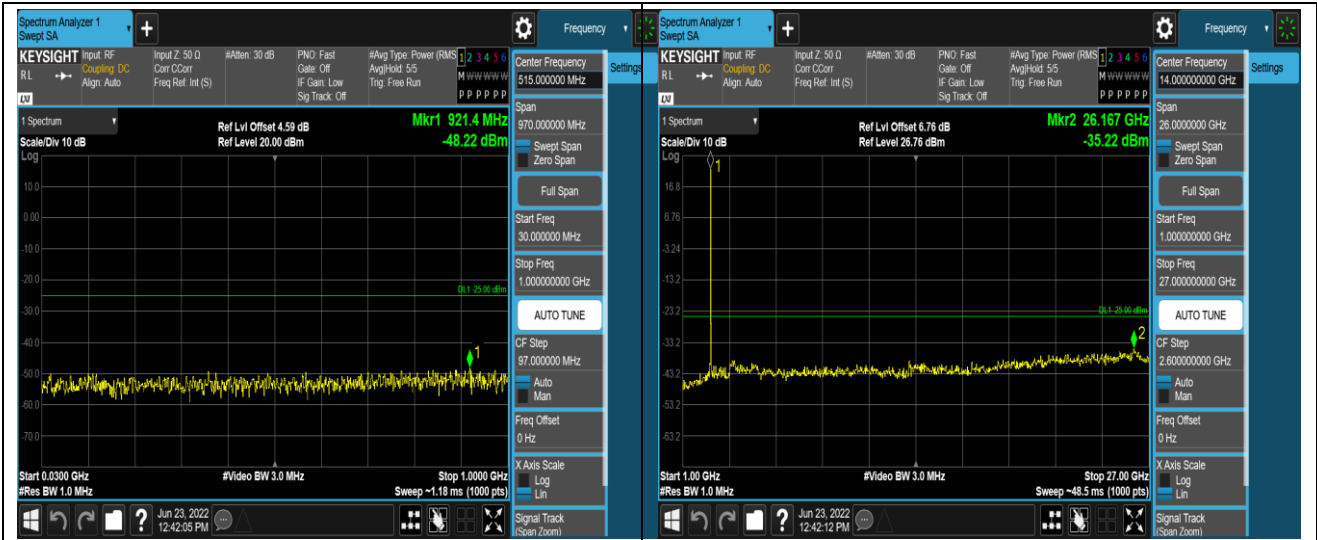 Spectrum Analyzer 1
Swept SA
+
Frequency
KEYSIGHT
Input: RF
Input Z: 50 Ω
#Atten: 30 dB
PNO: Fast
#Avg Type: Power (RMS
1 2 3 4 5 6
RL
Coupling: DC
Corr CCorr
Gate: Off
Avg|Hold: 5/5
M W W W W W
Align: Auto
Freq Ref: Int (S)
IF Gain: Low
Trig: Free Run
Sig Track: Off
P P P P P P
LXI
Center Frequency
515.000000 MHz
Settings
Span
970.000000 MHz
Swept Span
Zero Span
Full Span
Start Freq
30.000000 MHz
Stop Freq
1.000000000 GHz
AUTO TUNE
CF Step
97.000000 MHz
Auto
Man
Freq Offset
0 Hz
X Axis Scale
Log
Lin
Signal Track
(Span Zoom)
1 Spectrum
Ref Lvl Offset 4.59 dB
Mkr1 921.4 MHz
Scale/Div 10 dB
Ref Level 20.00 dBm
-48.22 dBm
Log
10.0
0.00
-10.0
-20.0
DL1 -25.00 dBm
-30.0
-40.0
1
-50.0
-60.0
-70.0
Start 0.0300 GHz
#Video BW 3.0 MHz
Stop 1.0000 GHz
#Res BW 1.0 MHz
Sweep ~1.18 ms (1000 pts)
?
Jun 23, 2022
12:42:05 PM
Spectrum Analyzer 1
Swept SA
+
Frequency
KEYSIGHT
Input: RF
Input Z: 50 Ω
#Atten: 30 dB
PNO: Fast
#Avg Type: Power (RMS
1 2 3 4 5 6
RL
Coupling: DC
Corr CCorr
Gate: Off
Avg|Hold: 5/5
M W W W W W
Align: Auto
Freq Ref: Int (S)
IF Gain: Low
Trig: Free Run
Sig Track: Off
P P P P P P
LXI
Center Frequency
14.000000000 GHz
Settings
Span
26.0000000 GHz
Swept Span
Zero Span
Full Span
Start Freq
1.000000000 GHz
Stop Freq
27.000000000 GHz
AUTO TUNE
CF Step
2.600000000 GHz
Auto
Man
Freq Offset
0 Hz
X Axis Scale
Log
Lin
Signal Track
(Span Zoom)
1 Spectrum
Ref Lvl Offset 6.76 dB
Mkr2 26.167 GHz
Scale/Div 10 dB
Ref Level 26.76 dBm
-35.22 dBm
Log
1
16.8
6.76
-3.24
-13.2
-23.2
DL1 -25.00 dBm
-33.2
2
-43.2
-53.2
-63.2
Start 1.00 GHz
#Video BW 3.0 MHz
Stop 27.00 GHz
#Res BW 1.0 MHz
Sweep ~48.5 ms (1000 pts)
?
Jun 23, 2022
12:42:12 PM